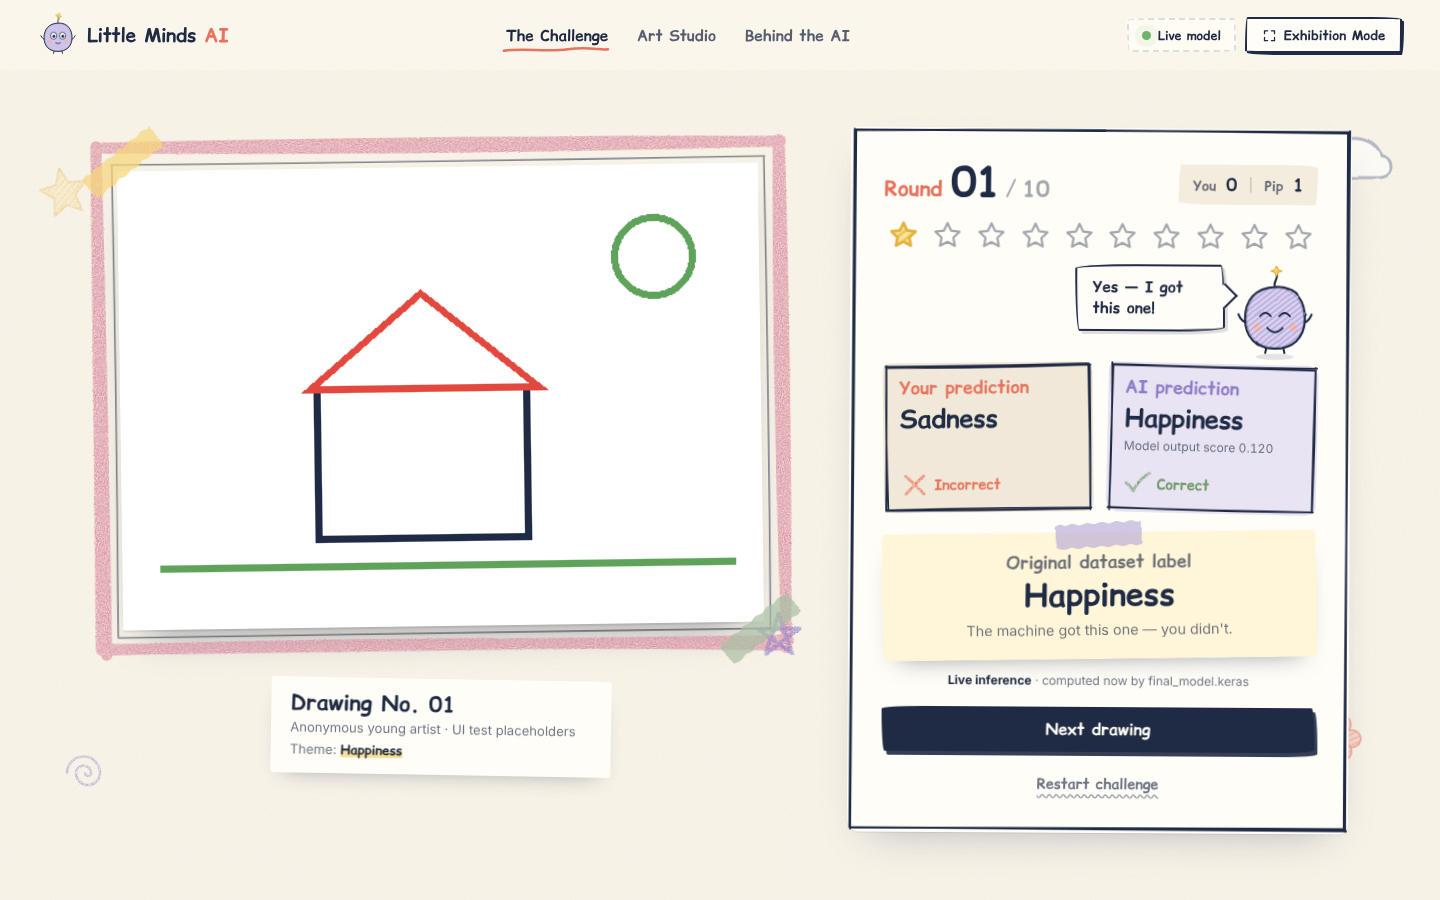 Little Minds AI
The Challenge
Art Studio
Behind the AI
Live model
Exhibition Mode
Round 01 / 10
You 0 | Pip 1
Yes — I got
this one!
Your prediction
Sadness
Incorrect
AI prediction
Happiness
Model output score 0.120
Correct
Original dataset label
Happiness
The machine got this one — you didn't.
Live inference · computed now by final_model.keras
Next drawing
Restart challenge
Drawing No. 01
Anonymous young artist · UI test placeholders
Theme: Happiness